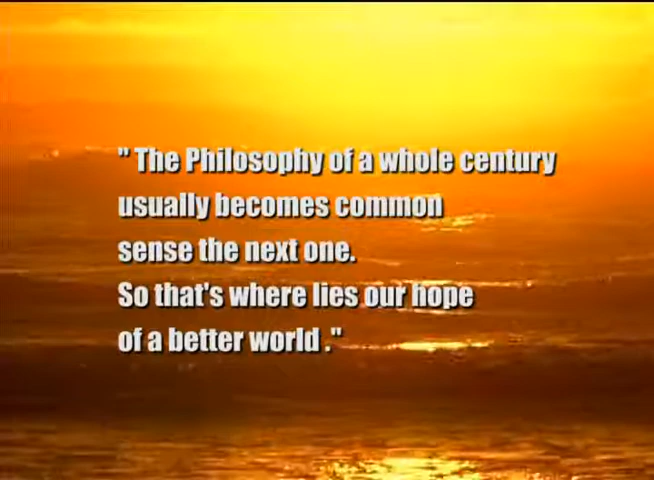 " The Philosophy of a whole century
usually becomes common
sense the next one.
So that's where lies our hope
of a better world ."